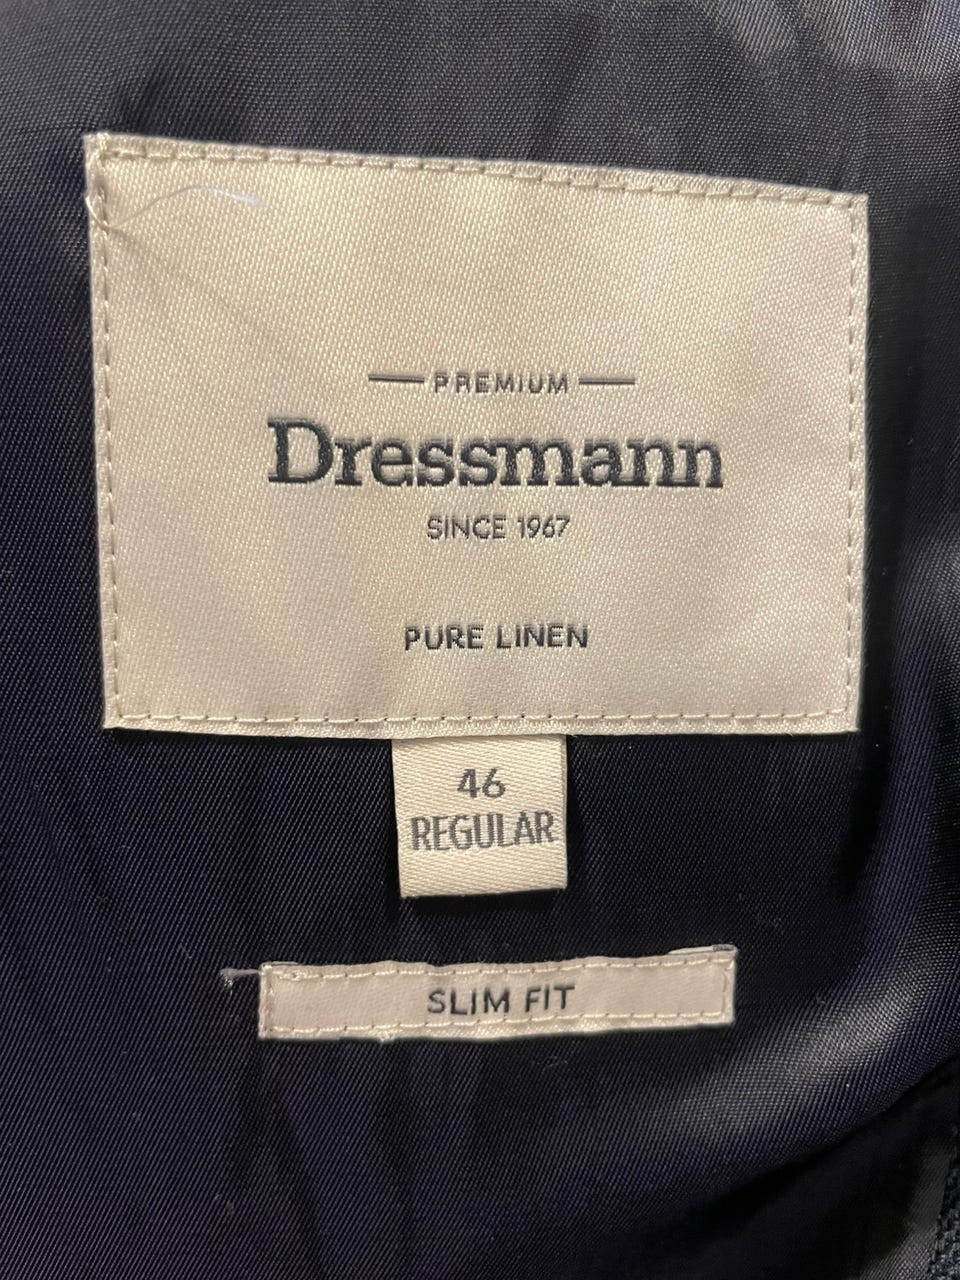 PREMIUM
Dressmann
SINCE 1967
PURE LINEN
46
REGULAR
SLIM FIT